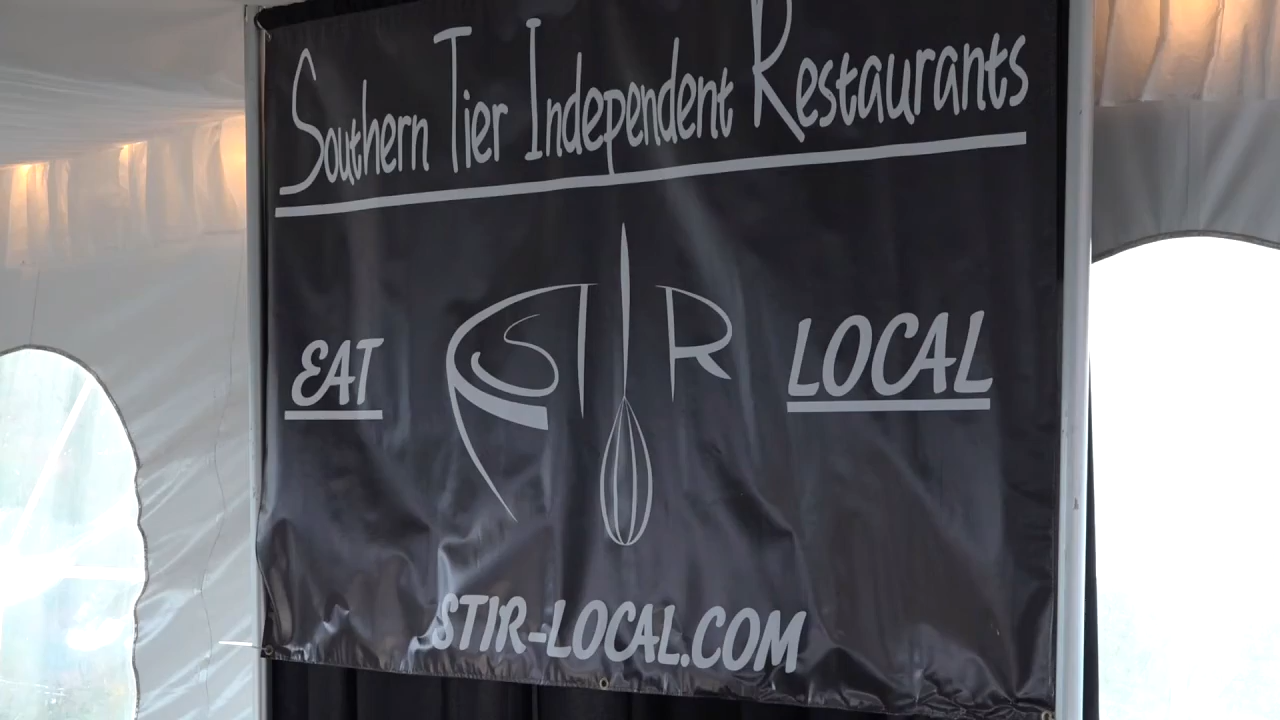 Southern Tier Independent Restaurants
EAT STIR LOCAL
STIR-LOCAL.COM